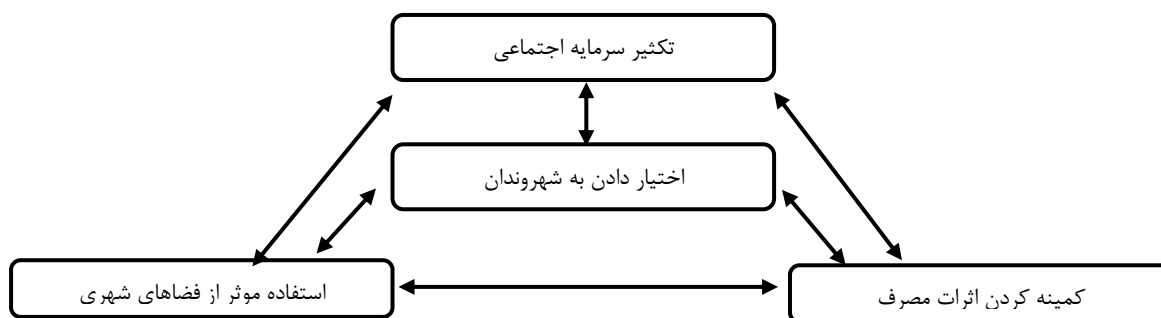 تکثیر سرمایه اجتماعی
اختیار دادن به شهروندان
استفاده موثر از فضاهای شهری
کمینه کردن اثرات مصرف